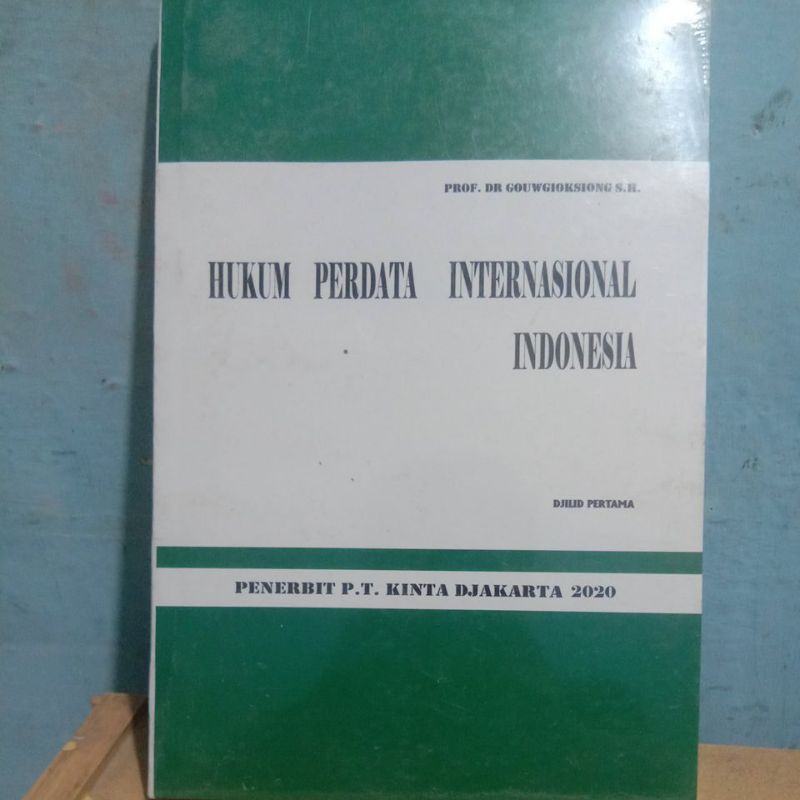 PROF. DR GOUWGIOKSIONG S.H.
HUKUM PERDATA INTERNASIONAL
INDONESIA
DJILID PERTAMA
PENERBIT P.T. KINTA DJAKARTA 2020